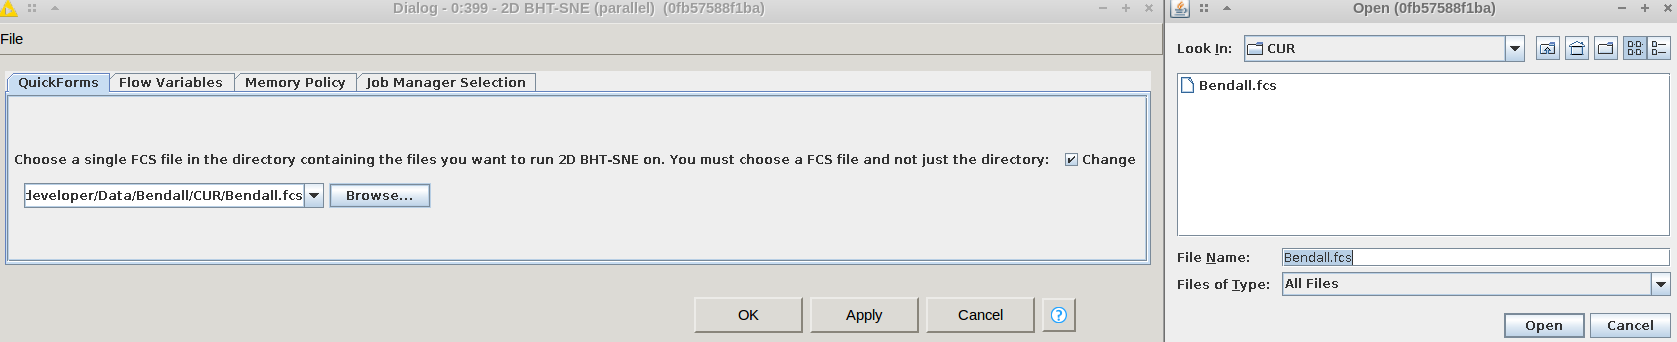 Dialog - 0:399 - 2D BHT-SNE (parallel) (0fb57588f1ba)
File
QuickForms Flow Variables Memory Policy Job Manager Selection
Choose a single FCS file in the directory containing the files you want to run 2D BHT-SNE on. You must choose a FCS file and not just the directory: Change
developer/Data/Bendall/CUR/Bendall.fcs Browse...
OK Apply Cancel ?
Open (0fb57588f1ba)
Look In: CUR
Bendall.fcs
File Name: Bendall.fcs
Files of Type: All Files
Open Cancel